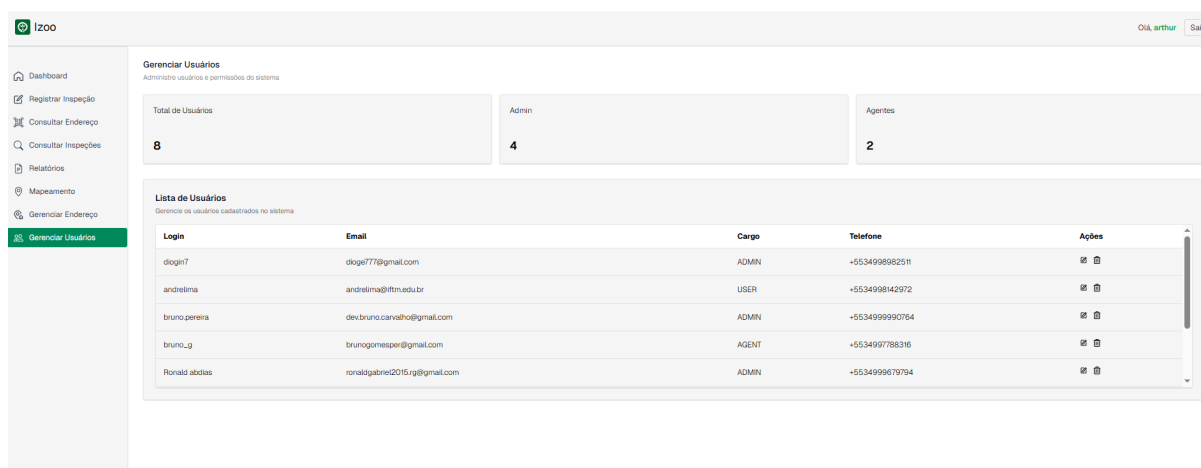 Izoo
Olá, arthur
Sai
Dashboard
Registrar Inspeção
Consultar Endereço
Consultar Inspeções
Relatórios
Mapeamento
Gerenciar Endereço
Gerenciar Usuários
Gerenciar Usuários
Administre usuários e permissões do sistema
Total de Usuários
8
Admin
4
Agentes
2
Lista de Usuários
Gerencie os usuários cadastrados no sistema
Login Email Cargo Telefone Ações
diogin7 dioge777@gmail.com ADMIN +5534998982511
andrelima andrelima@iftm.edu.br USER +5534998142972
bruno.pereira dev.bruno.carvalho@gmail.com ADMIN +5534999990764
bruno_g brunogomesper@gmail.com AGENT +5534997788316
Ronald abdias ronaldgabriel2015.rg@gmail.com ADMIN +5534999679794